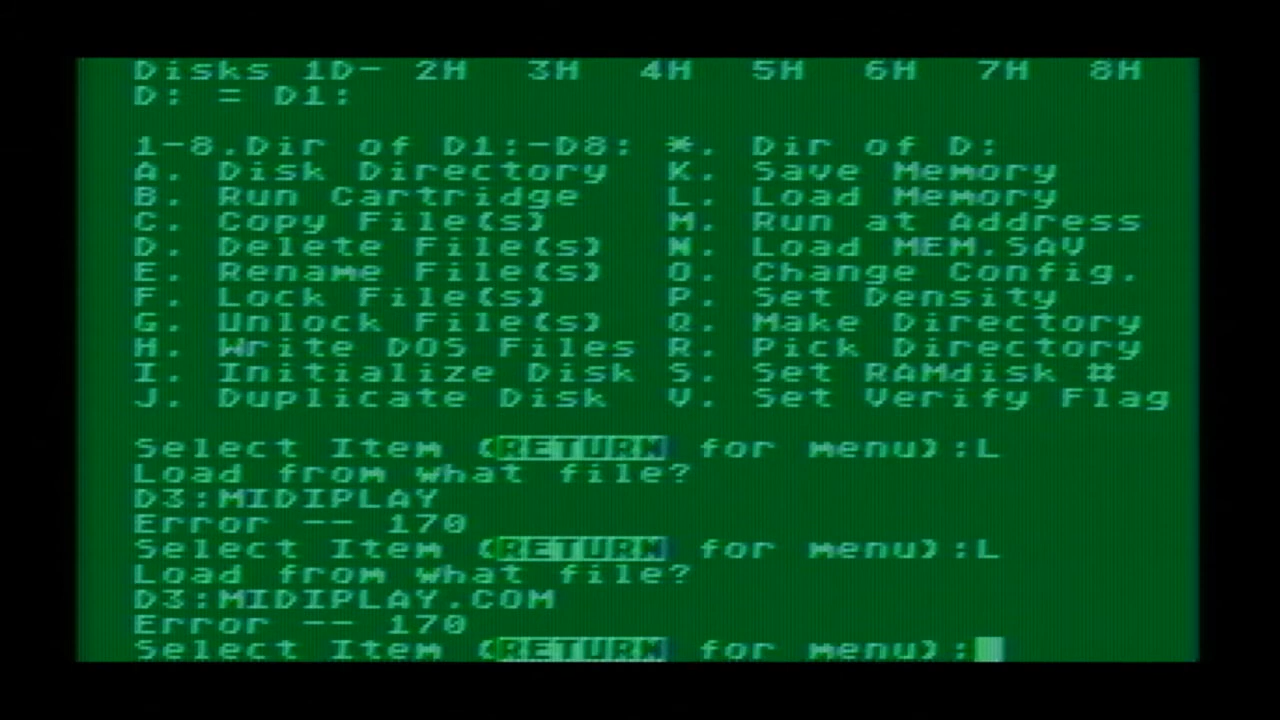 Disks 1D- 2H 3H 4H 5H 6H 7H 8H
D: = D1:
1-8.Dir of D1:-D8: *. Dir of D:
A. Disk Directory K. Save Memory
B. Run Cartridge L. Load Memory
C. Copy File(s) M. Run at Address
D. Delete File(s) N. Load MEM.SAV
E. Rename File(s) O. Change Config.
F. Lock File(s) P. Set Density
G. Unlock File(s) Q. Make Directory
H. Write DOS Files R. Pick Directory
I. Initialize Disk S. Set RAMdisk #
J. Duplicate Disk V. Set Verify Flag
Select Item (RETURN for menu):L
Load from what file?
D3:MIDIPLAY
Error -- 170
Select Item (RETURN for menu):L
Load from what file?
D3:MIDIPLAY.COM
Error -- 170
Select Item (RETURN for menu):